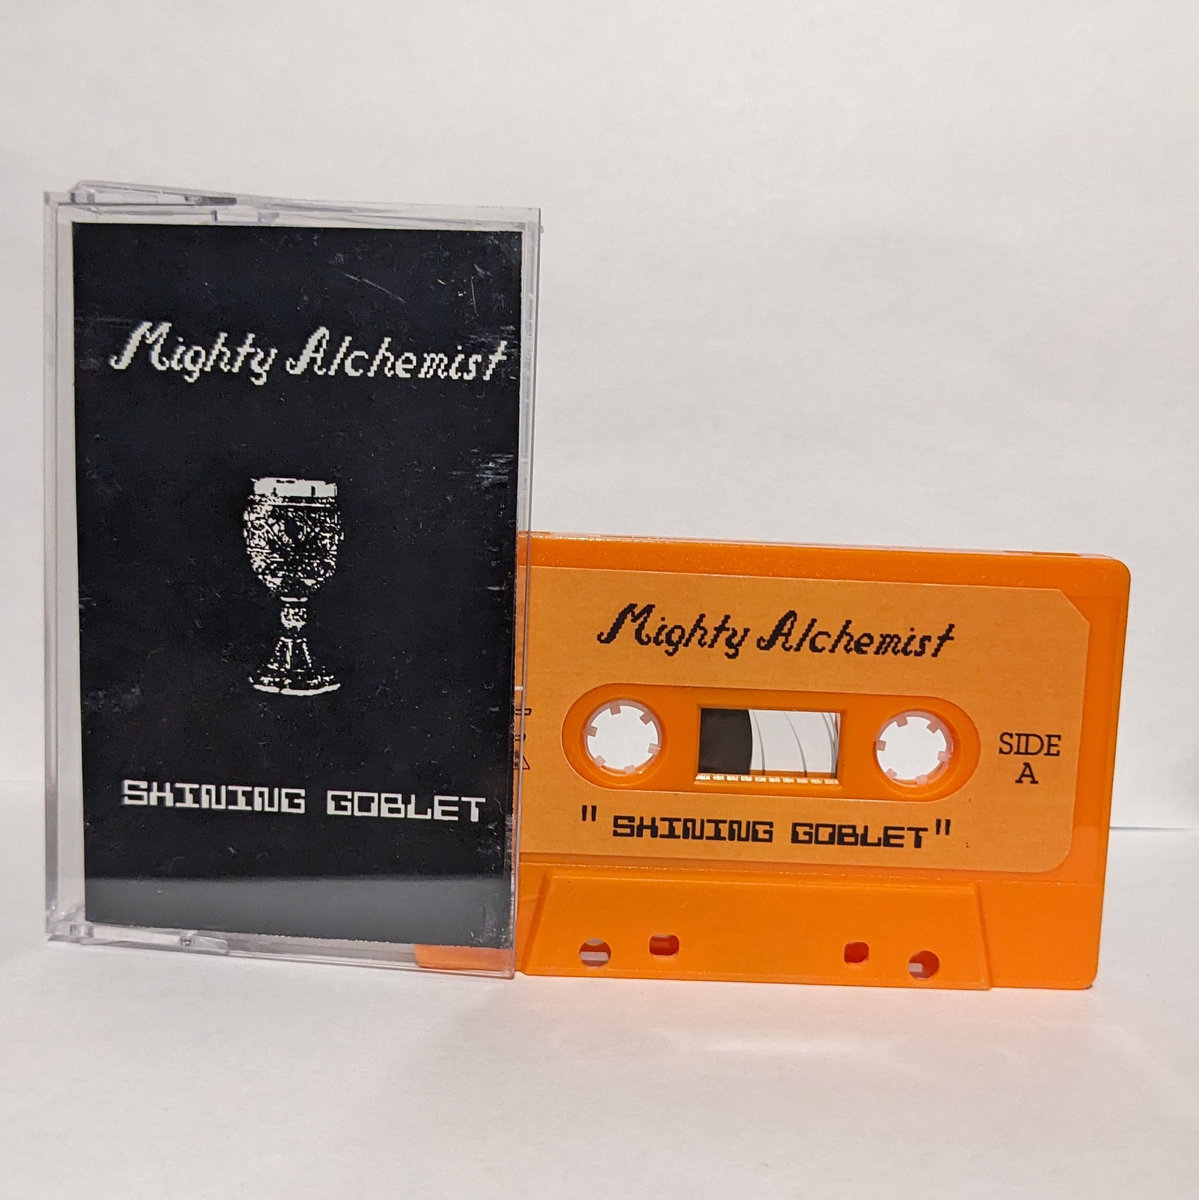 Mighty Alchemist
SHINING GOBLET
Mighty Alchemist
SIDE
A
" SHINING GOBLET"